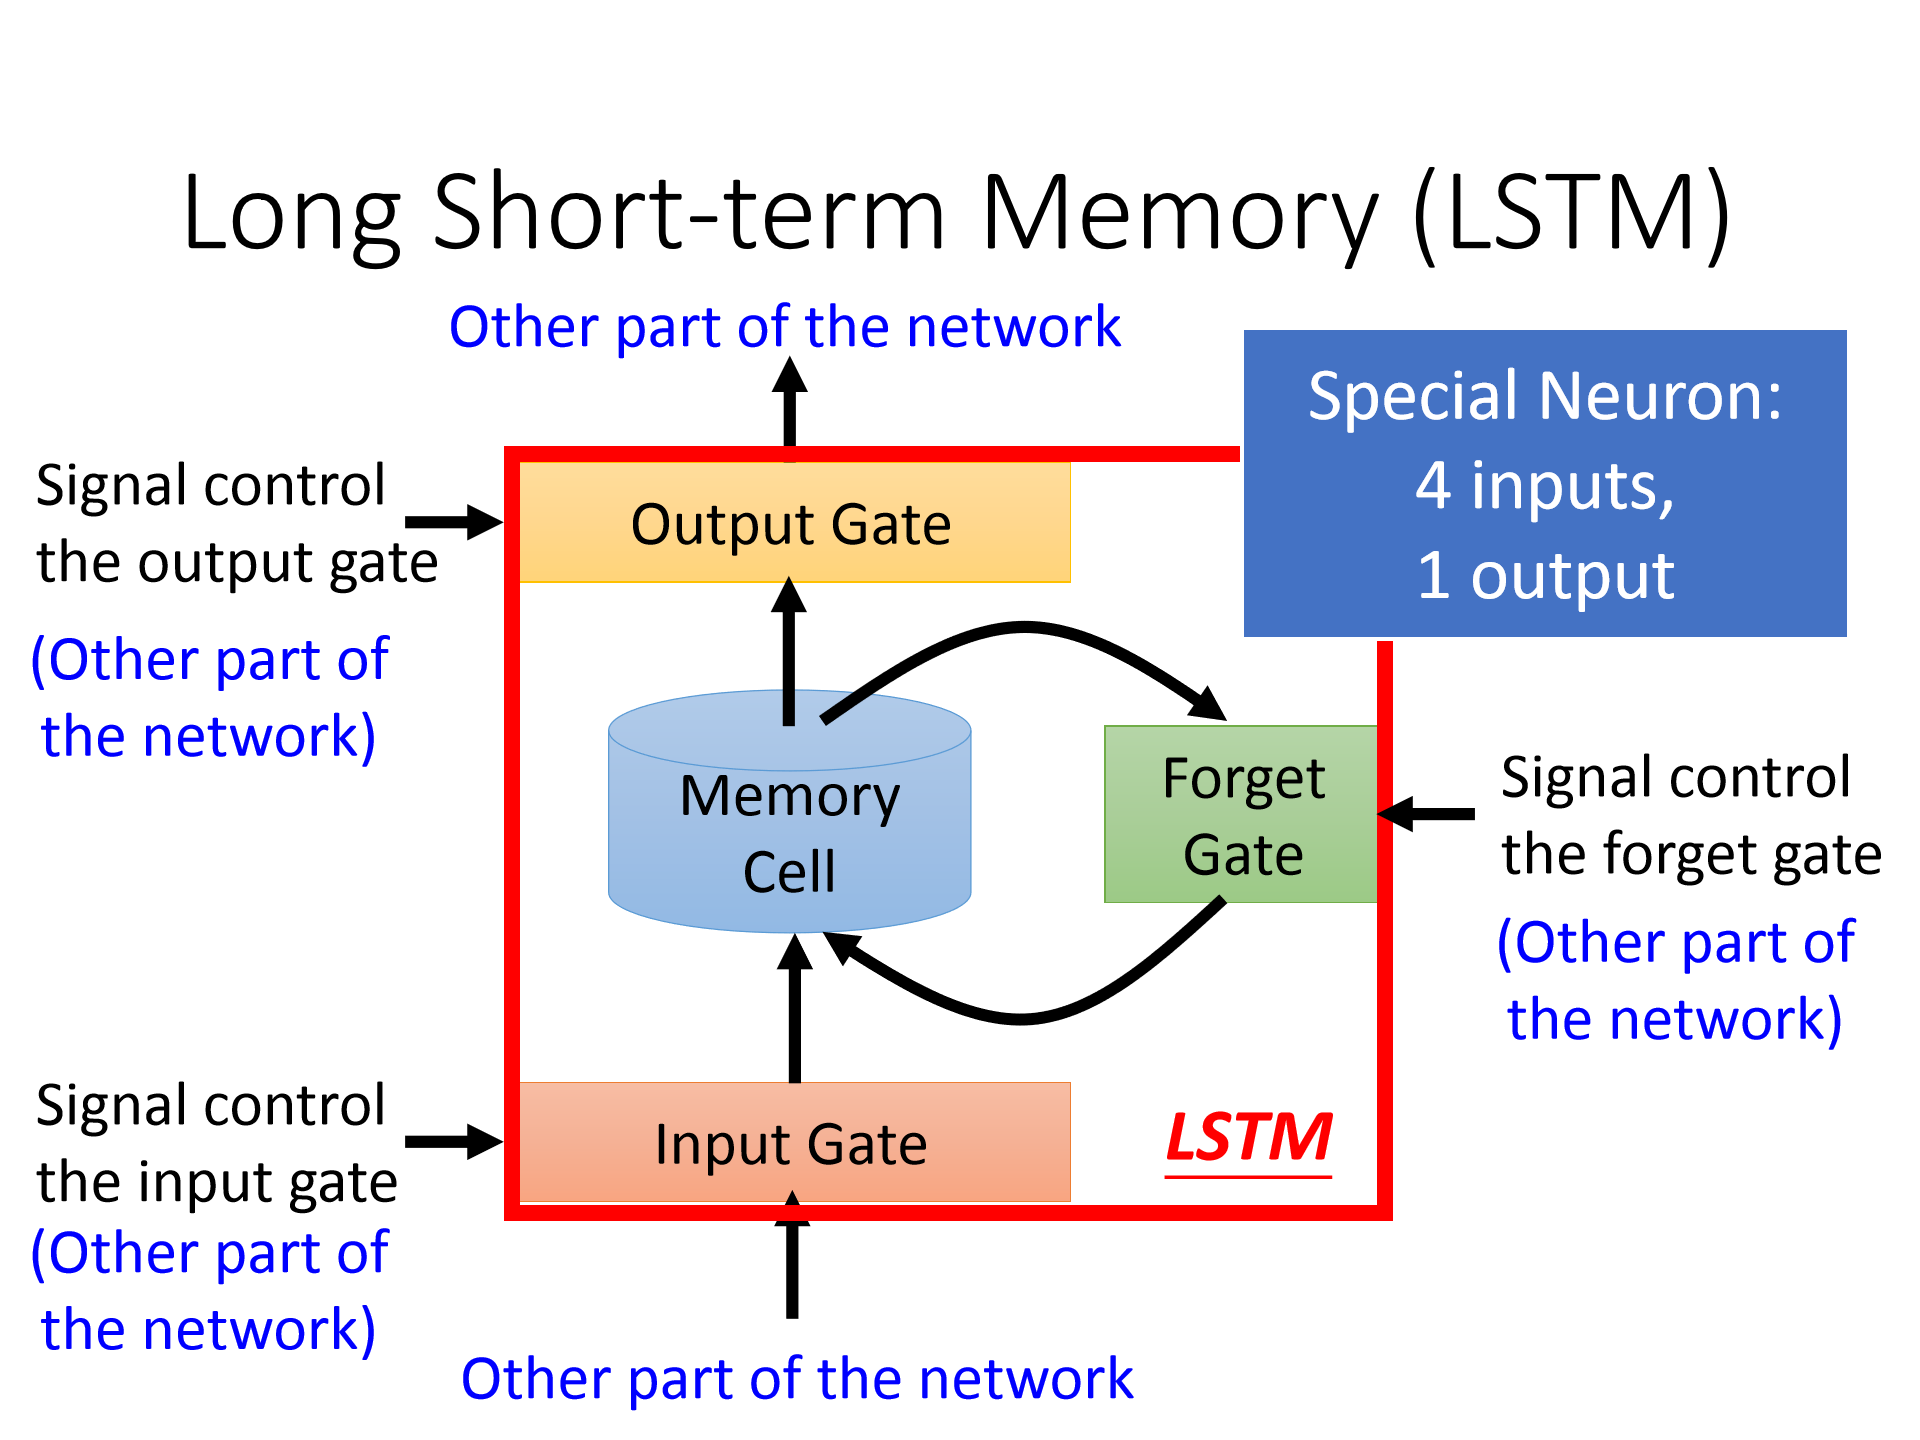 Long Short-term Memory (LSTM)
Other part of the network
Special Neuron:
4 inputs,
1 output
Signal control
the output gate
(Other part of
the network)
Output Gate
Memory
Cell
Forget
Gate
Signal control
the forget gate
(Other part of
the network)
Signal control
the input gate
(Other part of
the network)
Input Gate
LSTM
Other part of the network